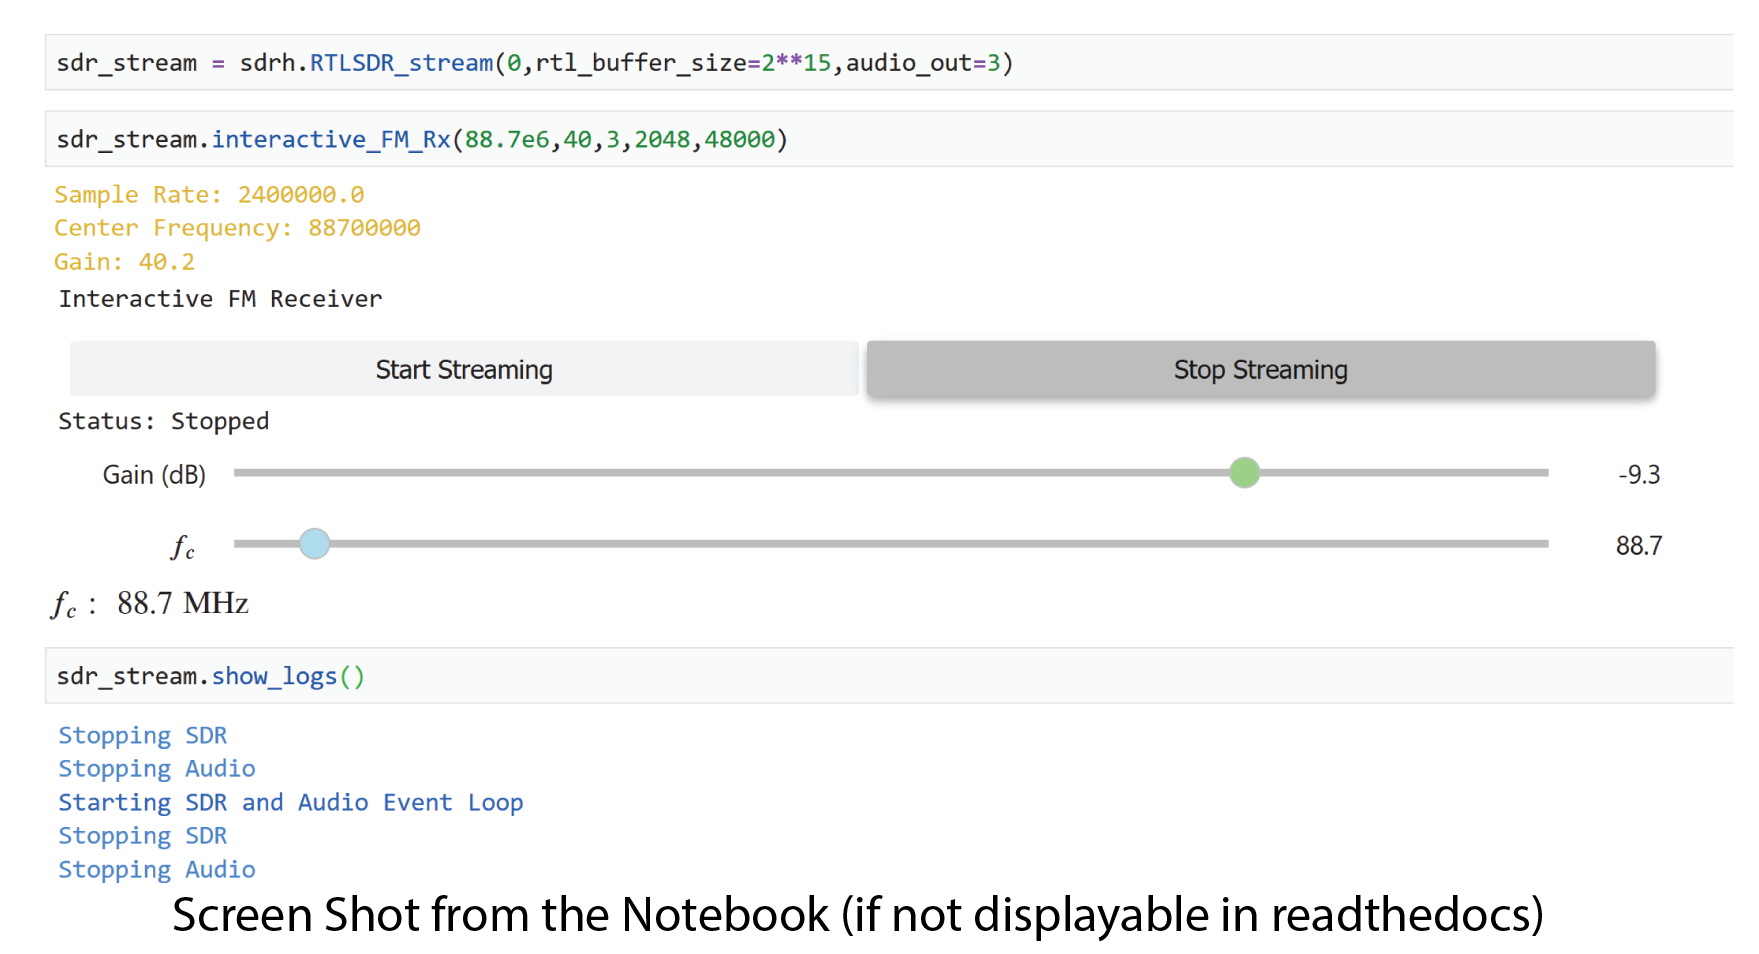 sdr_stream = sdrh.RTLSDR_stream(0,rtl_buffer_size=2**15,audio_out=3)
sdr_stream.interactive_FM_Rx(88.7e6,40,3,2048,48000)
Sample Rate: 2400000.0
Center Frequency: 88700000
Gain: 40.2
Interactive FM Receiver
Start Streaming Stop Streaming
Status: Stopped
Gain (dB) -9.3
f_c 88.7
f_c : 88.7 MHz
sdr_stream.show_logs()
Stopping SDR
Stopping Audio
Starting SDR and Audio Event Loop
Stopping SDR
Stopping Audio
Screen Shot from the Notebook (if not displayable in readthedocs)